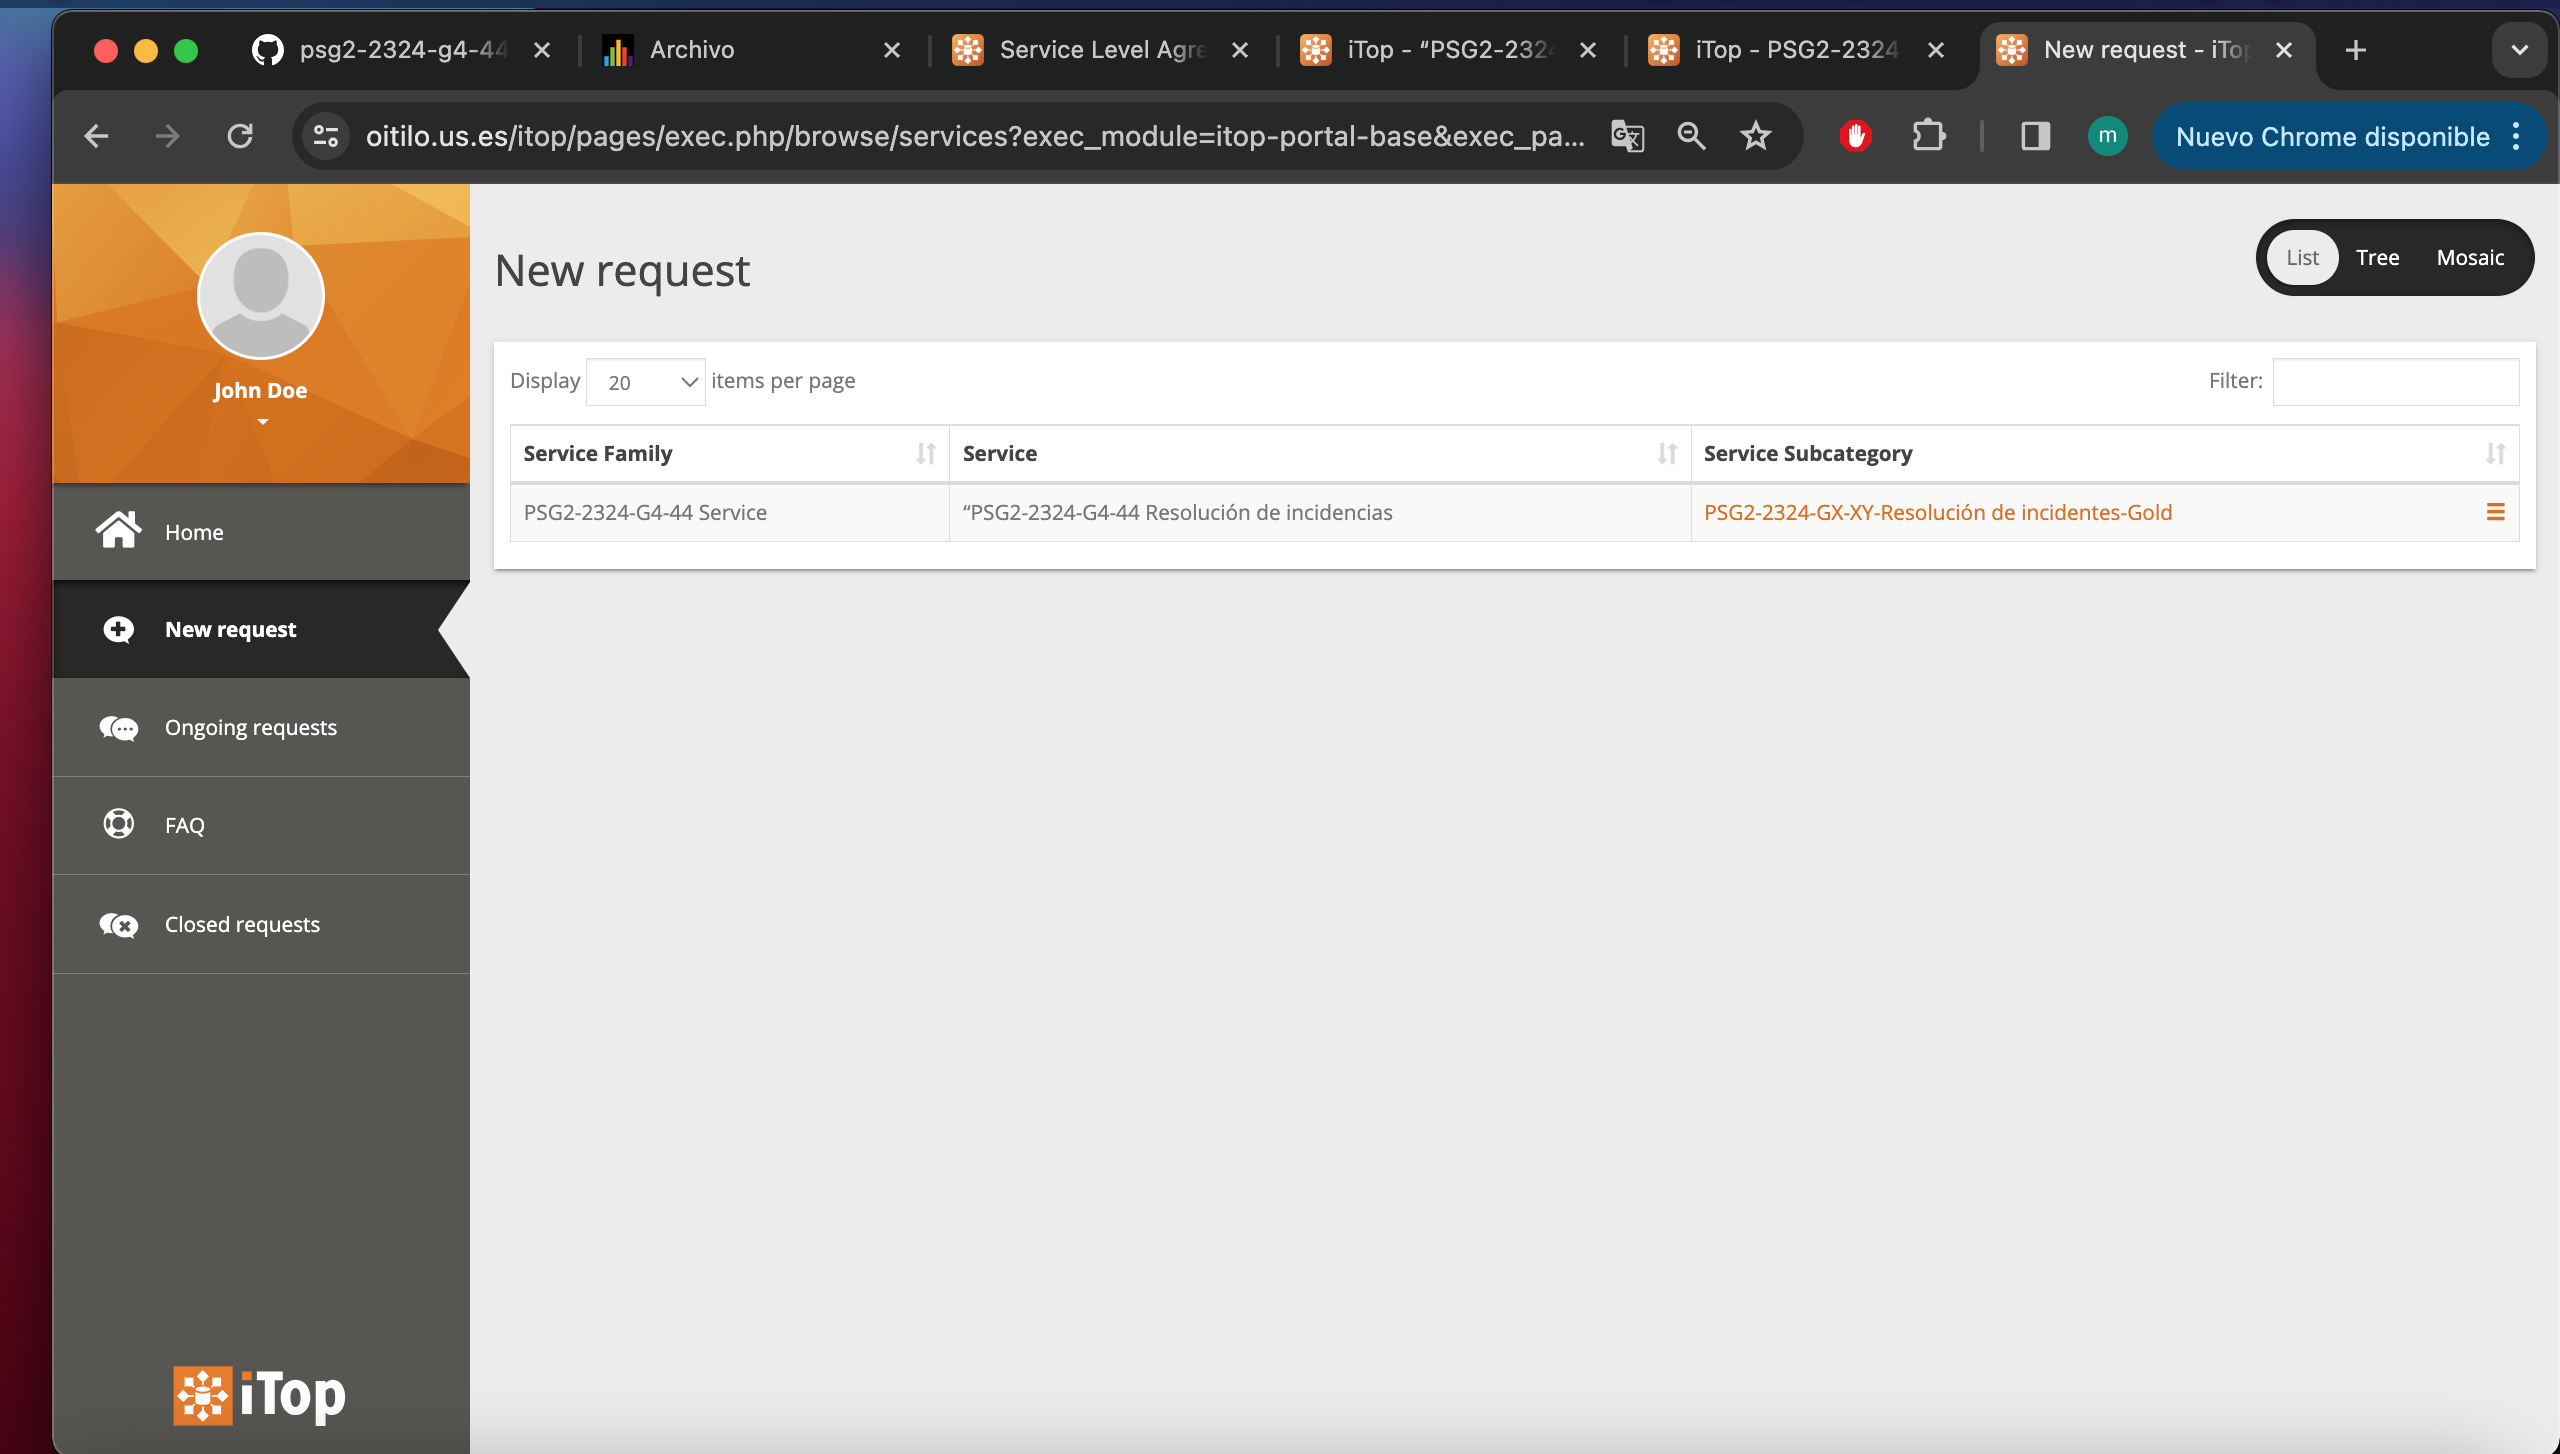 psg2-2324-g4-44
Archivo
Service Level Agre
iTop - “PSG2-2324
iTop - PSG2-2324
New request - iTop
oitilo.us.es/itop/pages/exec.php/browse/services?exec_module=itop-portal-base&exec_pa...
m
Nuevo Chrome disponible
John Doe
Home
New request
Ongoing requests
FAQ
Closed requests
iTop
New request
List
Tree
Mosaic
Display 20 items per page
Filter:
Service Family
Service
Service Subcategory
PSG2-2324-G4-44 Service
“PSG2-2324-G4-44 Resolución de incidencias
PSG2-2324-GX-XY-Resolución de incidentes-Gold